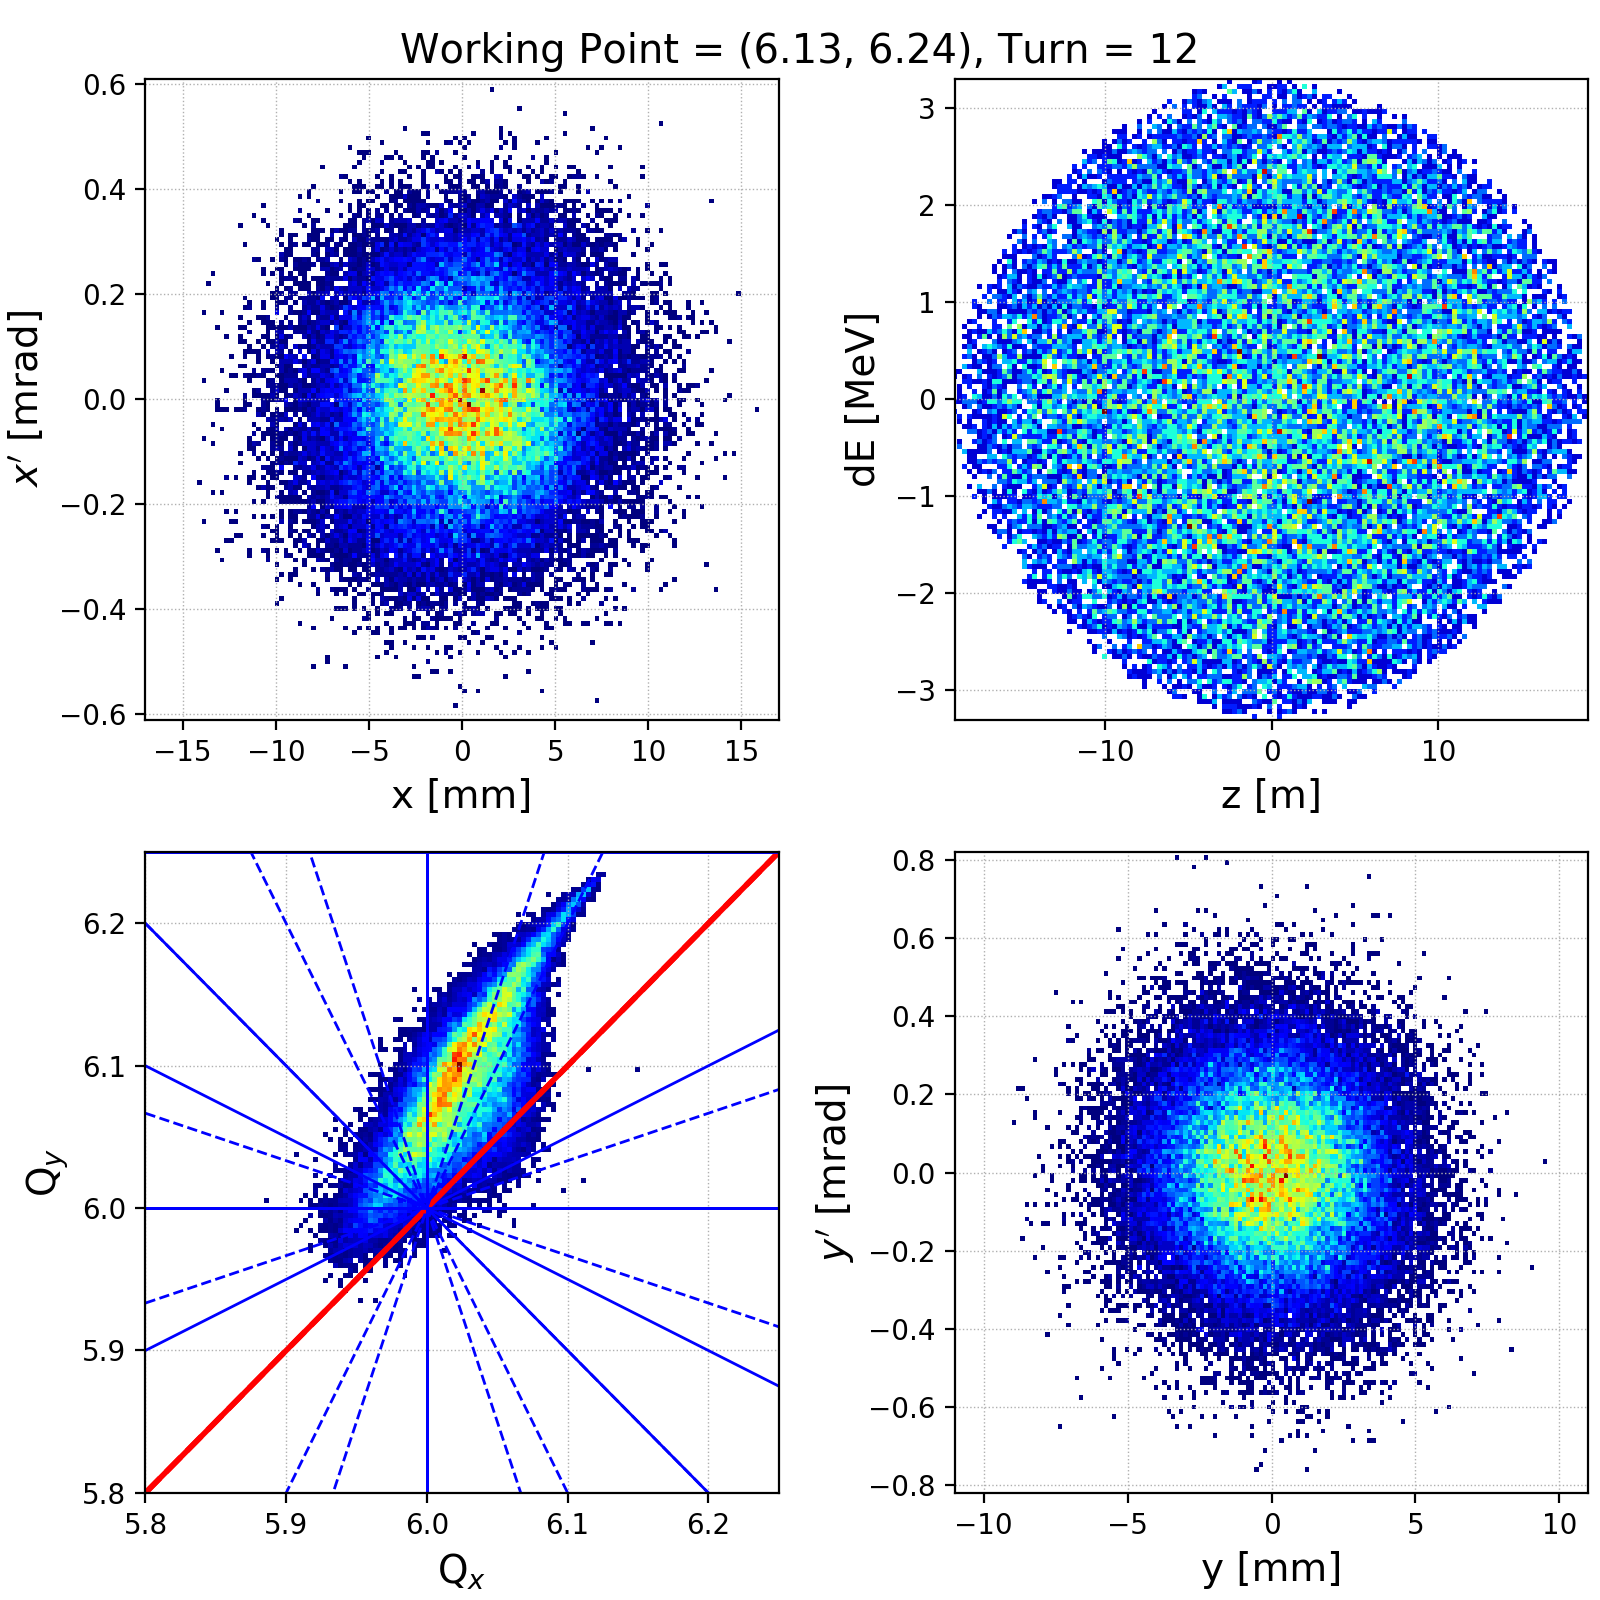 Working Point = (6.13, 6.24), Turn = 12
0.6
0.4
0.2
0.0
−0.2
−0.4
−0.6
x′ [mrad]
−15 −10 −5 0 5 10 15
x [mm]
3
2
1
0
−1
−2
−3
dE [MeV]
−10 0 10
z [m]
6.2
6.1
6.0
5.9
5.8
Qy
5.8 5.9 6.0 6.1 6.2
Qx
0.8
0.6
0.4
0.2
0.0
−0.2
−0.4
−0.6
−0.8
y′ [mrad]
−10 −5 0 5 10
y [mm]